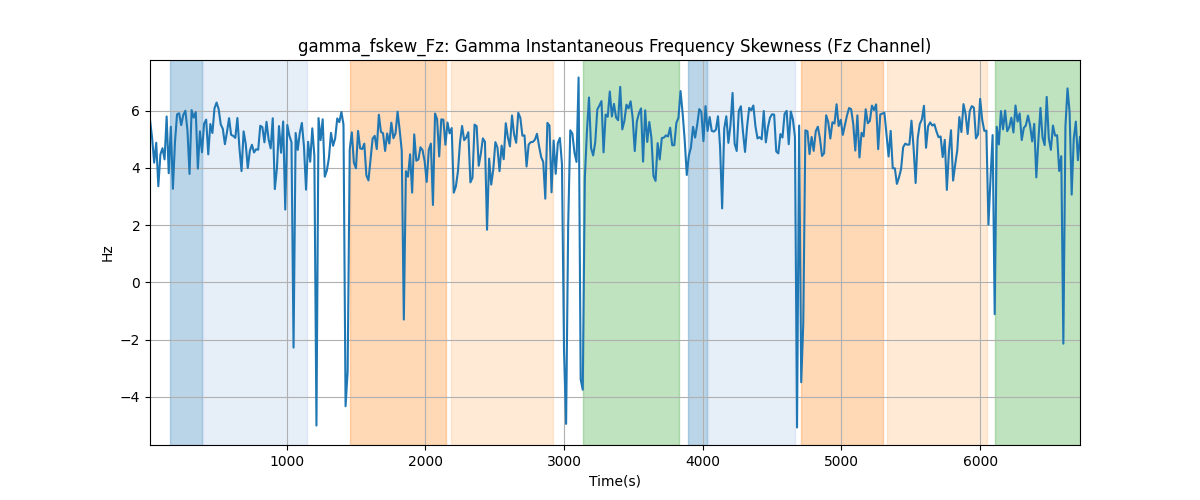 gamma_fskew_Fz: Gamma Instantaneous Frequency Skewness (Fz Channel)
6
4
2
0
−2
−4
Hz
1000 2000 3000 4000 5000 6000
Time(s)